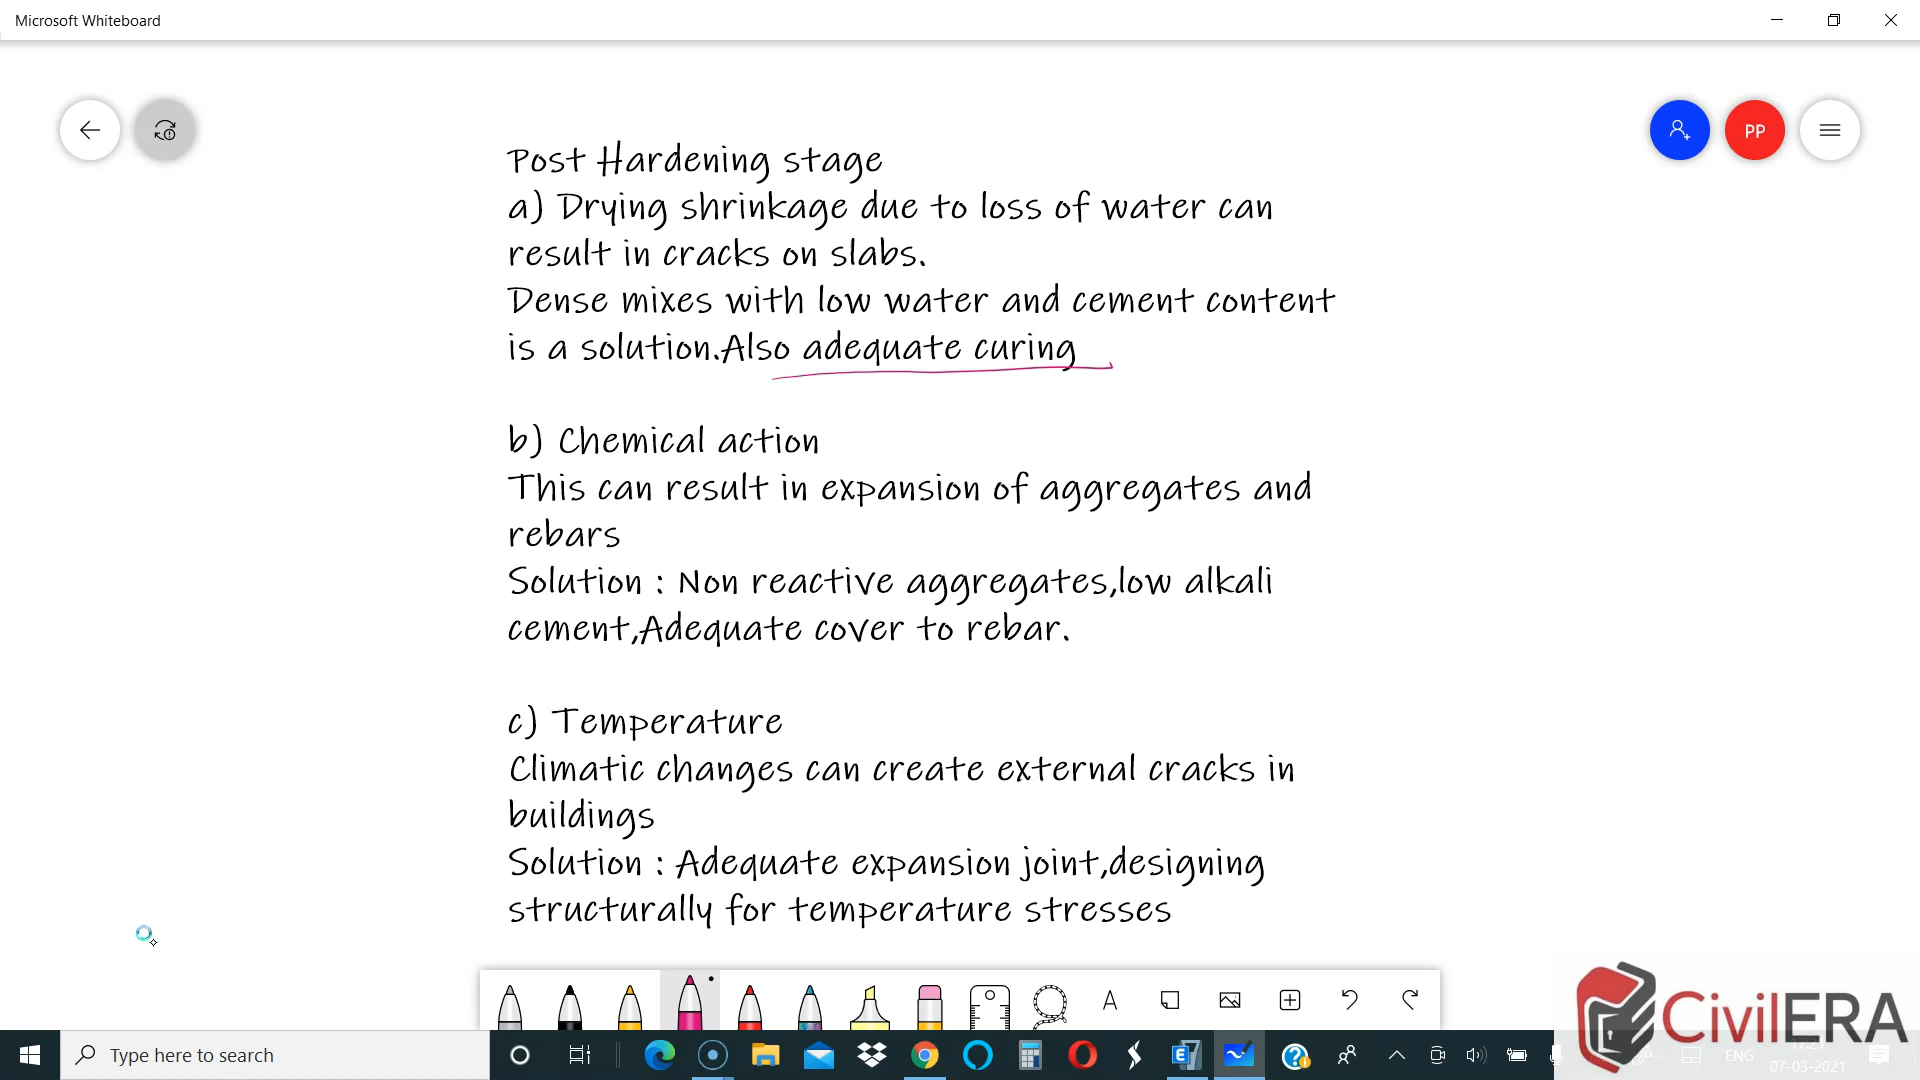 Microsoft Whiteboard
PP
Post Hardening stage
a) Drying shrinkage due to loss of water can
result in cracks on slabs.
Dense mixes with low water and cement content
is a solution.Also adequate curing
b) Chemical action
This can result in expansion of aggregates and
rebars
Solution : Non reactive aggregates,low alkali
cement,Adequate cover to rebar.
c) Temperature
Climatic changes can create external cracks in
buildings
Solution : Adequate expansion joint,designing
structurally for temperature stresses
CivilERA
Type here to search
ENG
07-03-2021